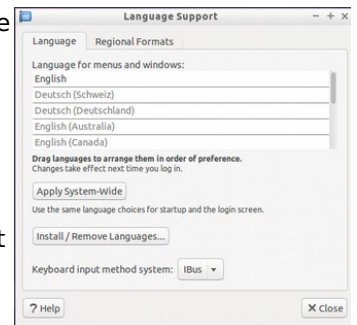 Language Support
Language Regional Formats
Language for menus and windows:
English
Deutsch (Schweiz)
Deutsch (Deutschland)
English (Australia)
English (Canada)
Drag languages to arrange them in order of preference.
Changes take effect next time you log in.
Apply System-Wide
Use the same language choices for startup and the login screen.
Install / Remove Languages...
Keyboard input method system: IBus
? Help
Close